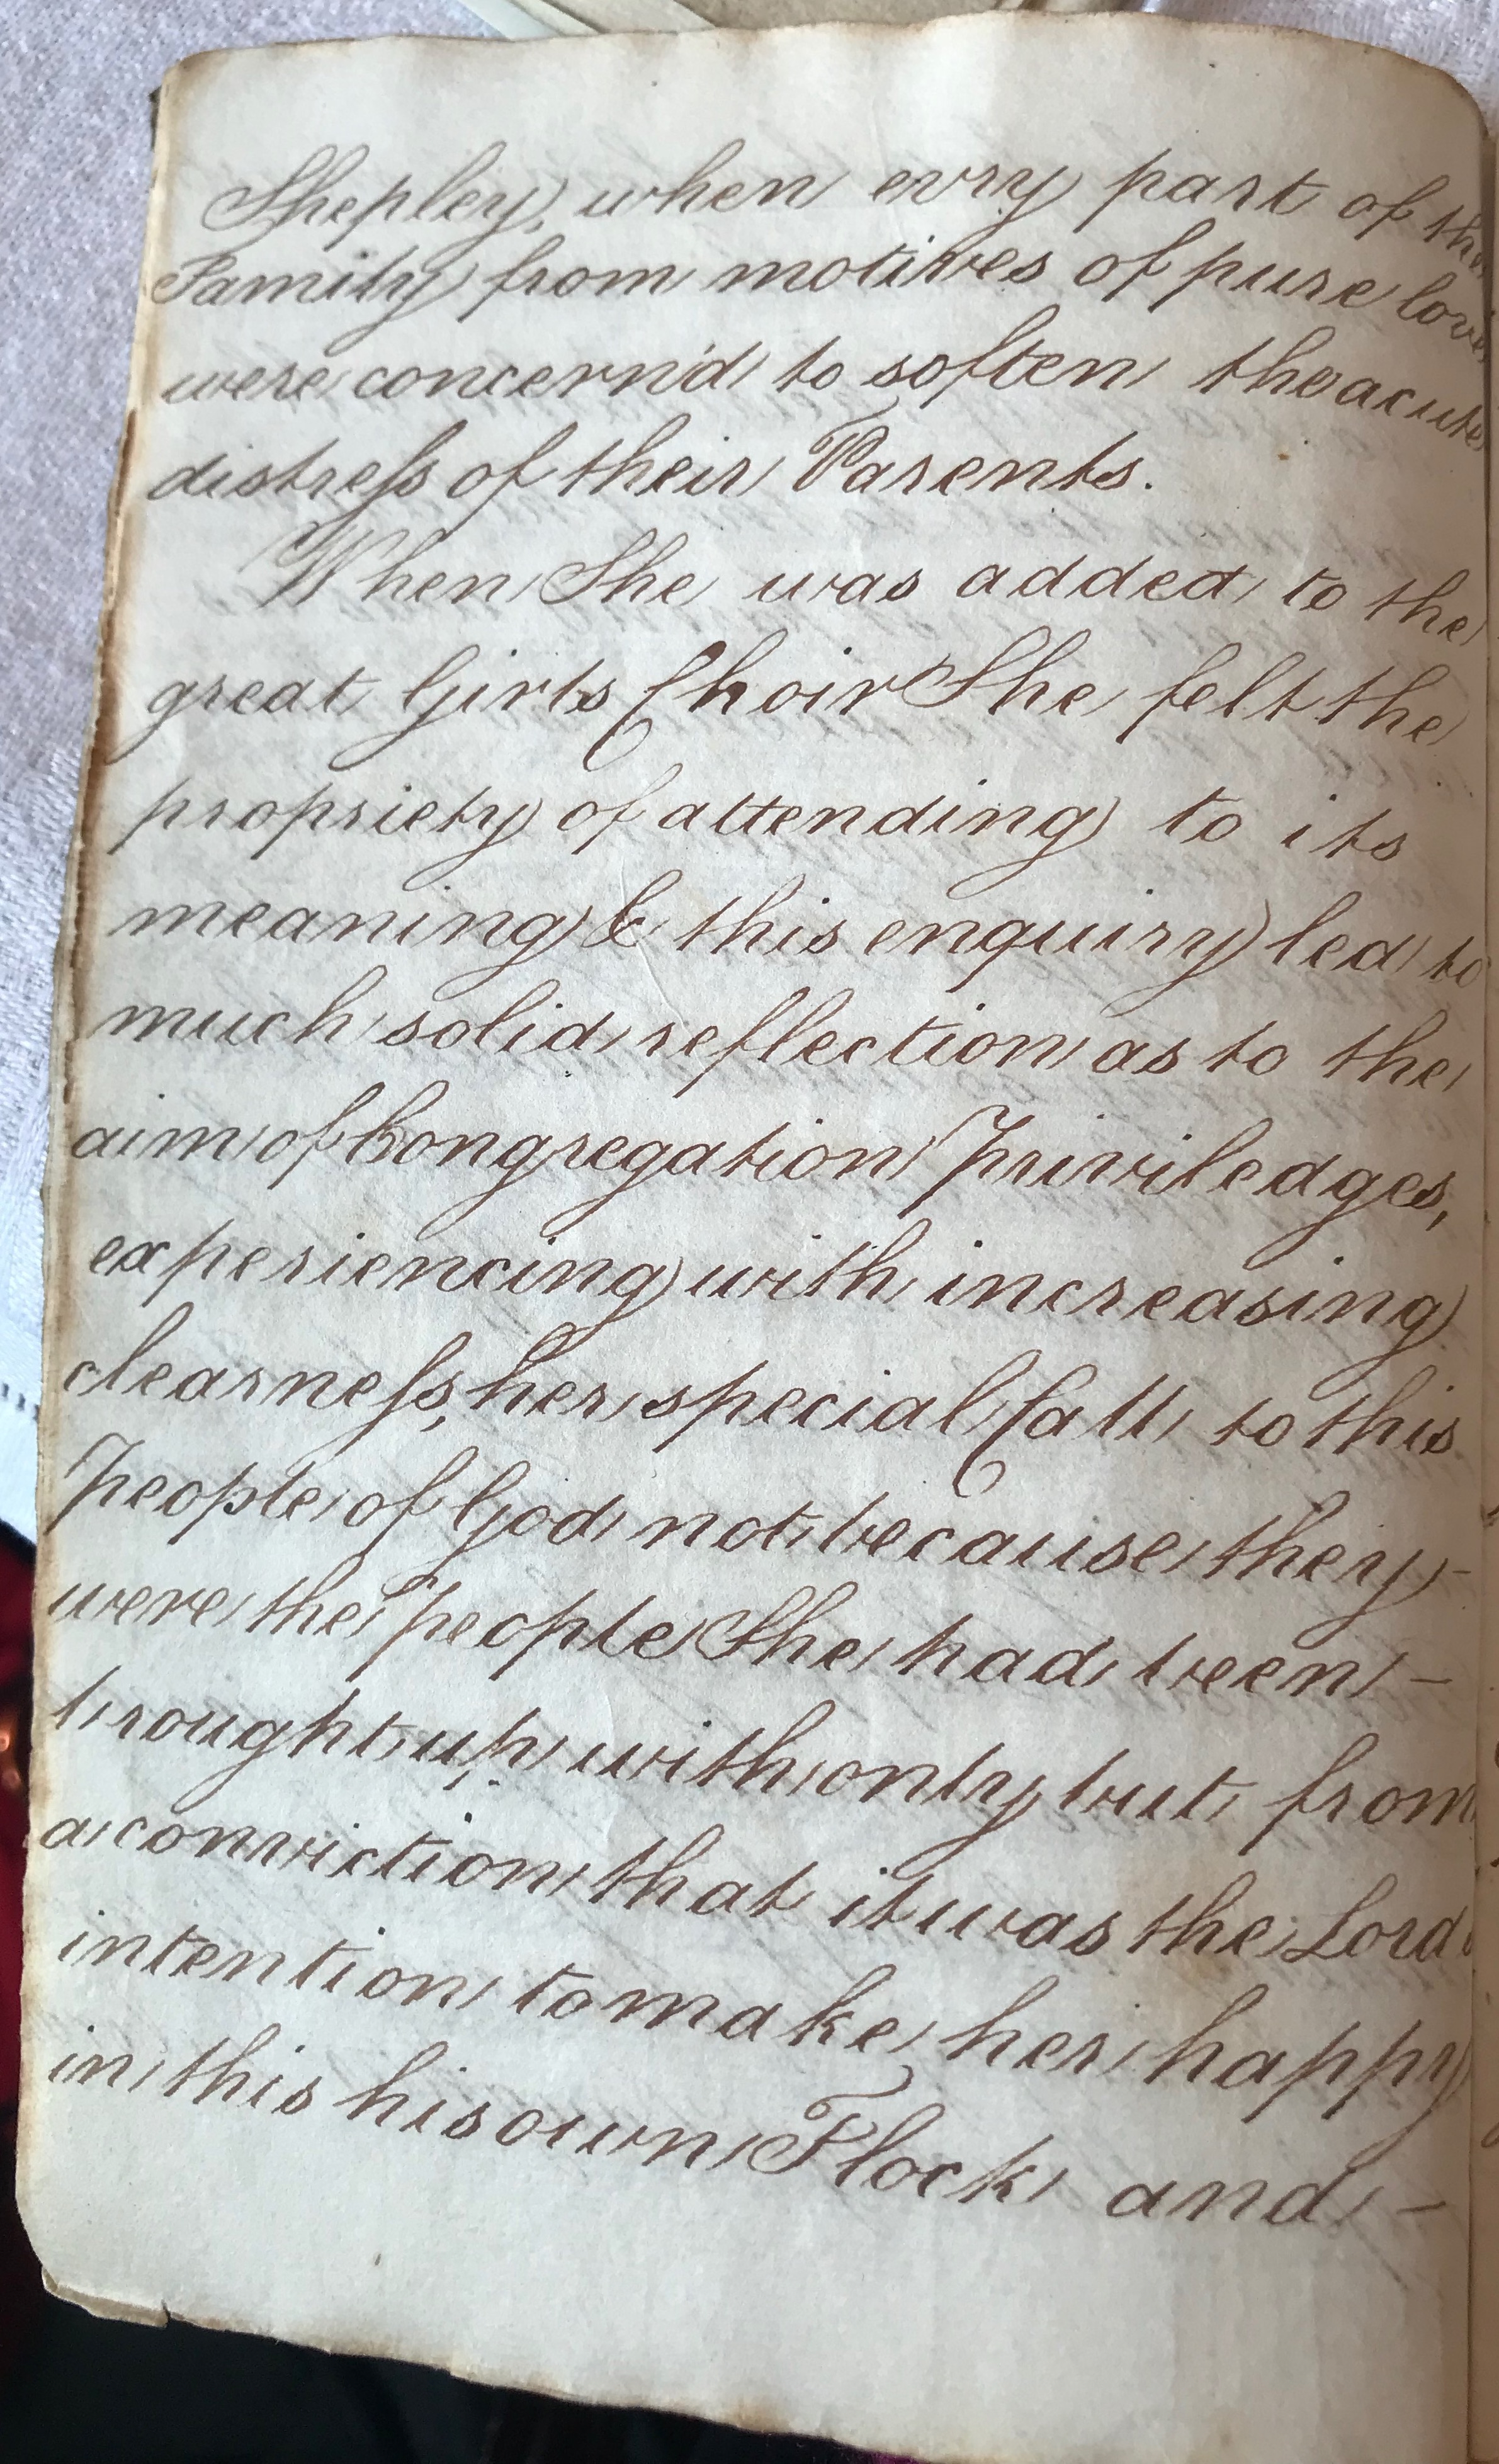 Shepley, when evry part of the
Family from motives of pure love
were concern'd to soften the acute
distress of their Parents.
When She was added to the
great Girls Choir She felt the
propriety of attending to its
meaning & this enquiry led to
much solid reflection as to the
aim of Congregation Priviledges,
experiencing with increasing
clearness, her special Call to this
People of God not because they -
were the People She had been -
brought up with only but from
a conviction that it was the Lords
intention to make her happy
in this his own Flock and -